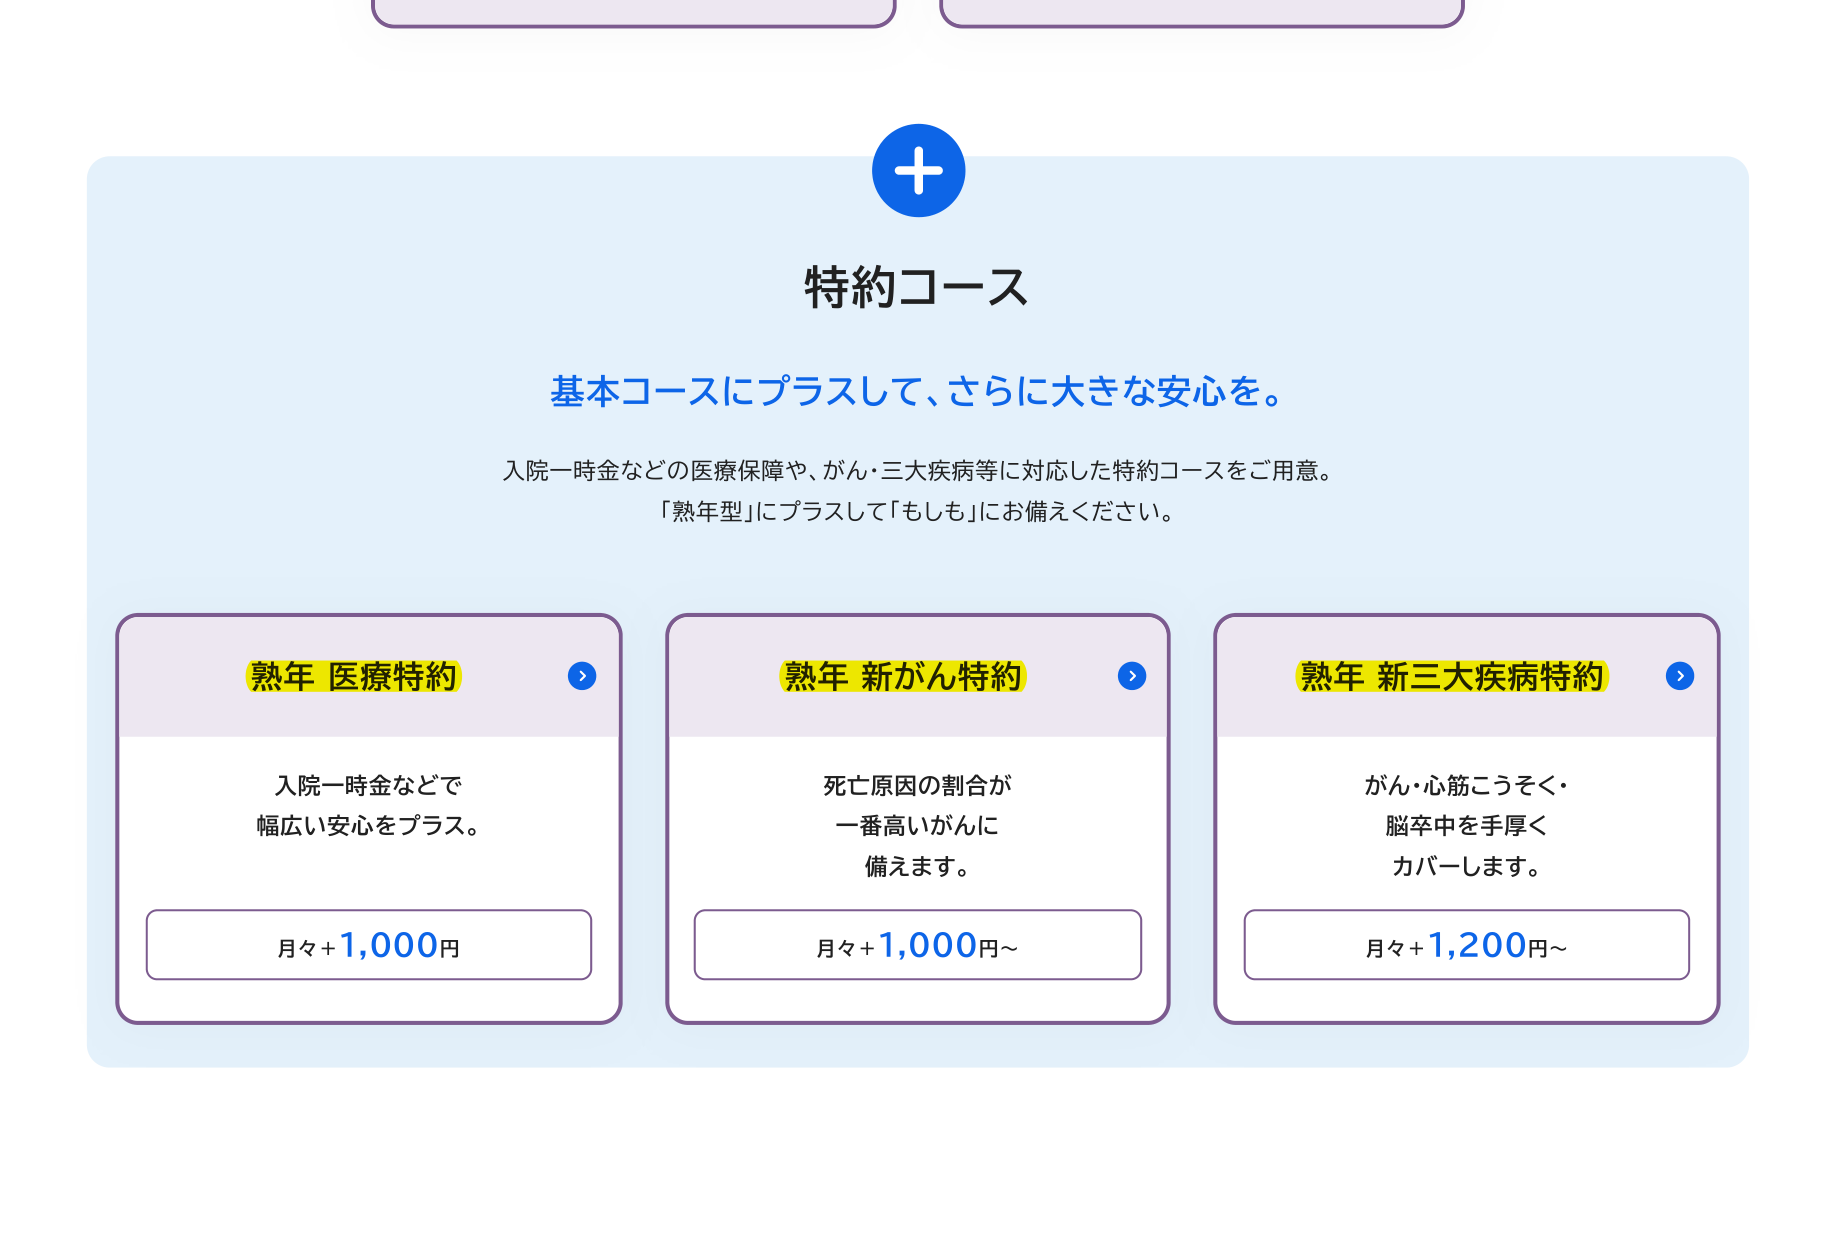 特約コース
基本コースにプラスして、さらに大きな安心を。
入院一時金などの医療保障や、がん・三大疾病等に対応した特約コースをご用意。
「熟年型」にプラスして「もしも」にお備えください。
熟年 医療特約
入院一時金などで
幅広い安心をプラス。
月々+1,000円
熟年 新がん特約
死亡原因の割合が
一番高いがんに
備えます。
月々+1,000円～
熟年 新三大疾病特約
がん・心筋こうそく・
脳卒中を手厚く
カバーします。
月々+1,200円～